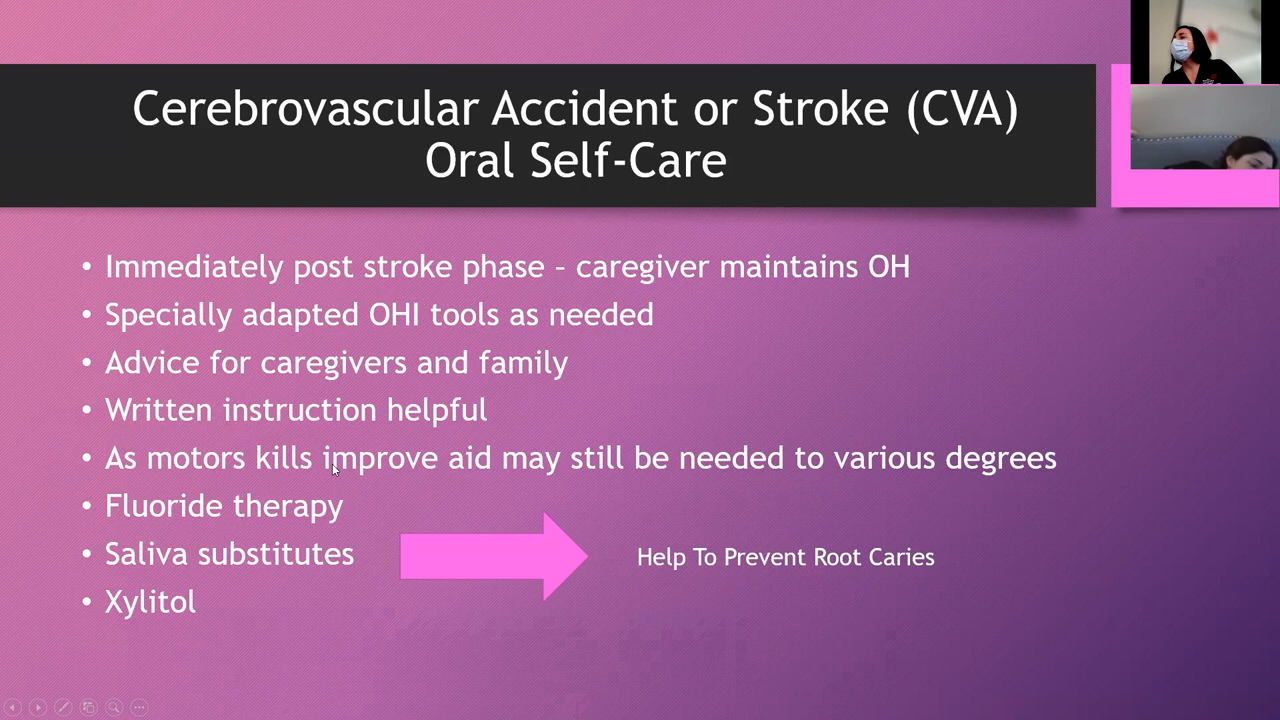 Cerebrovascular Accident or Stroke (CVA)
Oral Self-Care
• Immediately post stroke phase – caregiver maintains OH
• Specially adapted OHI tools as needed
• Advice for caregivers and family
• Written instruction helpful
• As motors kills improve aid may still be needed to various degrees
• Fluoride therapy
• Saliva substitutes
Help To Prevent Root Caries
• Xylitol